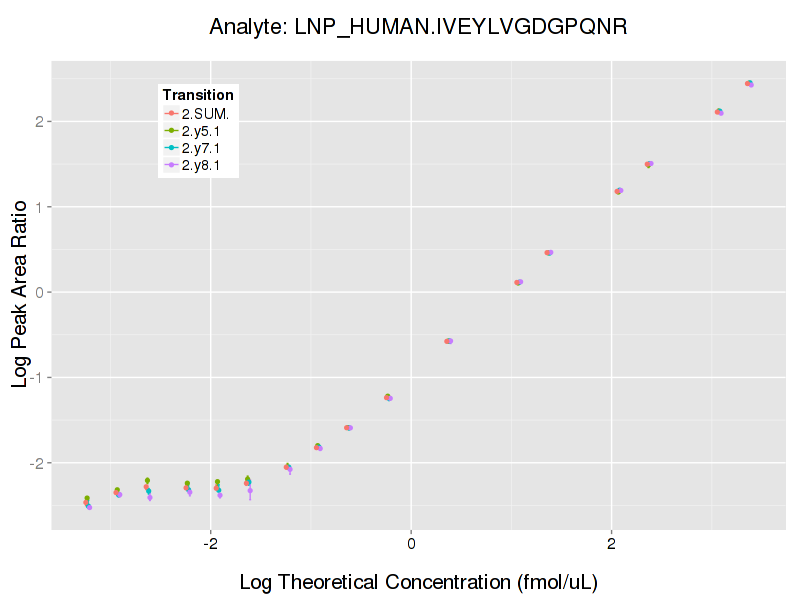 Analyte: LNP_HUMAN.IVEYLVGDGPQNR
Transition
2.SUM.
2.y5.1
2.y7.1
2.y8.1
Log Peak Area Ratio
2
1
0
-1
-2
-2 0 2
Log Theoretical Concentration (fmol/uL)